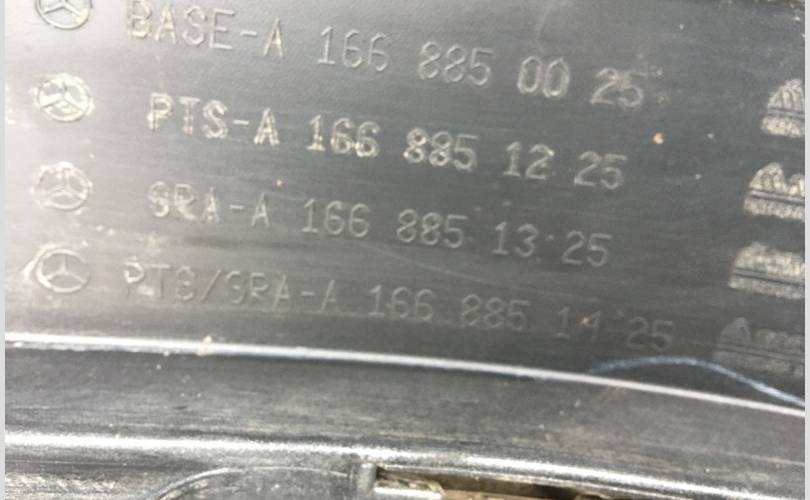 BASE-A 166 885 00 25
PTS-A 166 885 12 25
SRA-A 166 885 13 25
PTS/SRA-A 166 885 14 25